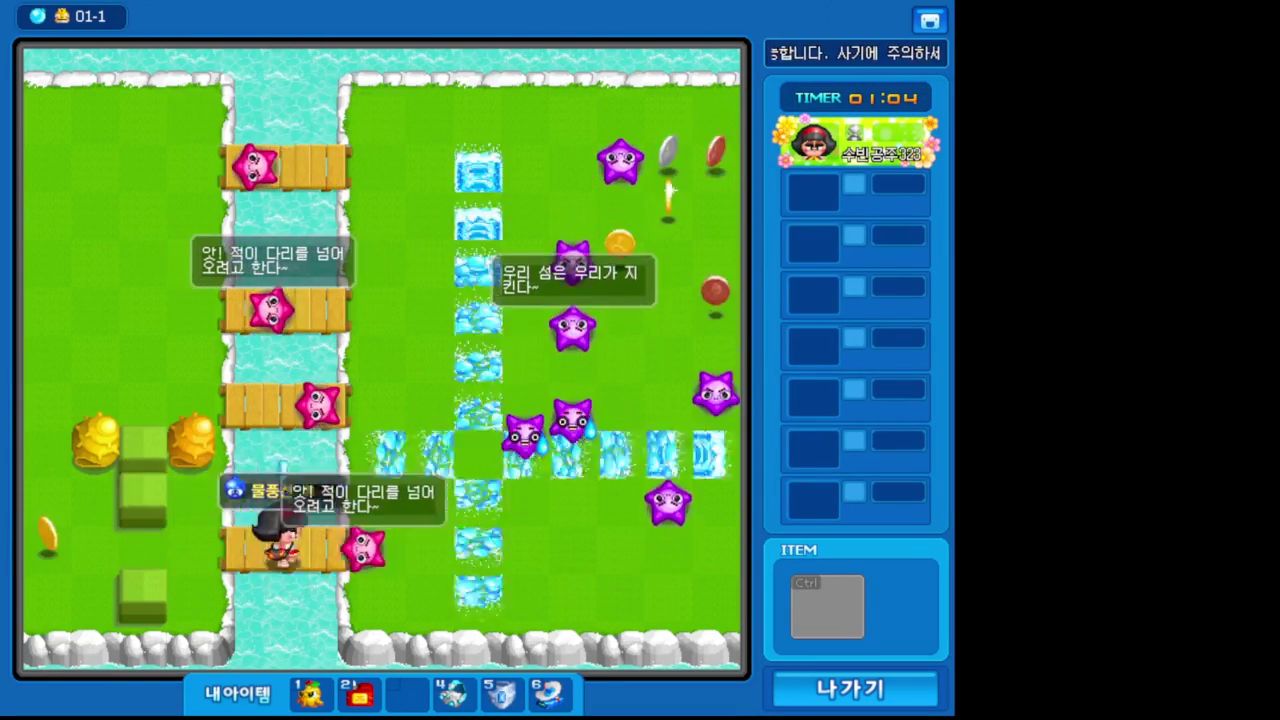 01-1
중합니다. 사기에 주의하세
TIMER 01:04
수빈공주023
앗! 적이 다리를 넘어
오려고 한다~
우리 섬은 우리가 지
킨다~
물풍
앗! 적이 다리를 넘어
오려고 한다~
ITEM
Ctrl
내아이템
1
2
4
5
6
나가기